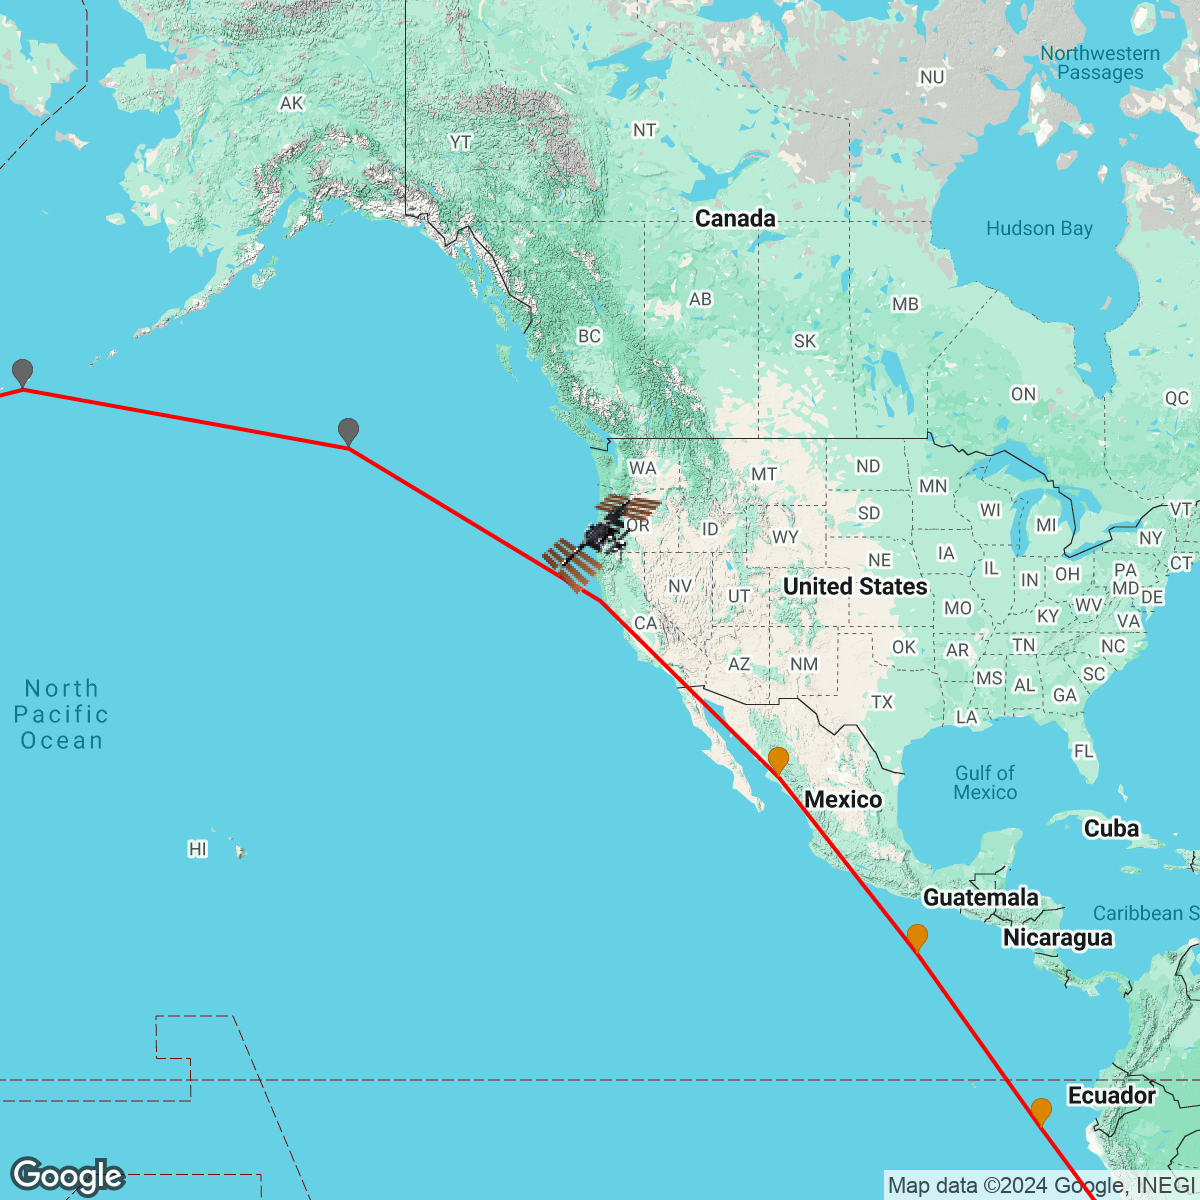 Northwestern
Passages
NU
AK
NT
YT
Canada
Hudson Bay
AB
MB
BC
SK
ON
QC
WA
MT
ND
MN
WI
VT
SD
OR
ID
MI
WY
NY
IA
NE
IL
IN
OH
PA
CT
NV
UT
United States
MD
DE
MO
KY
WV
VA
CA
OK
AR
TN
NC
AZ
NM
MS
AL
SC
GA
North
Pacific
Ocean
TX
LA
FL
Gulf of
Mexico
Mexico
Cuba
HI
Guatemala
Caribbean S
Nicaragua
Ecuador
Google
Map data ©2024 Google, INEGI